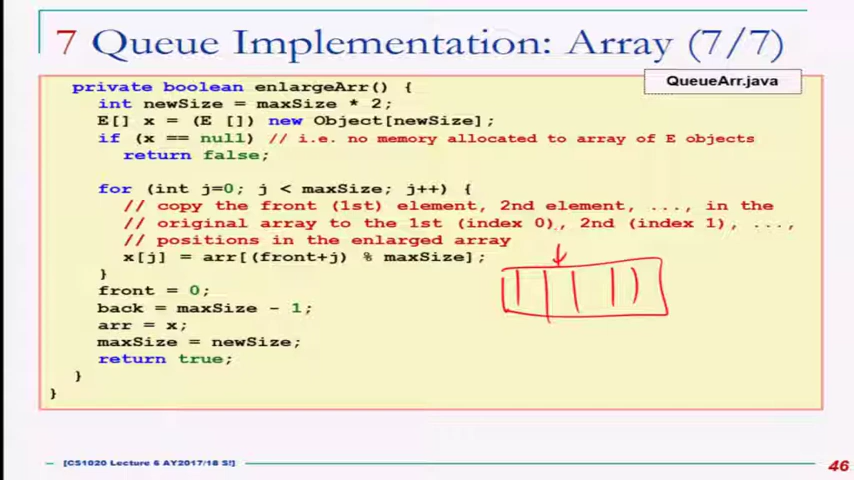 7 Queue Implementation: Array (7/7)
QueueArr.java
private boolean enlargeArr() {
int newSize = maxSize * 2;
E[] x = (E []) new Object[newSize];
if (x == null) // i.e. no memory allocated to array of E objects
return false;
for (int j=0; j < maxSize; j++) {
// copy the front (1st) element, 2nd element, ..., in the
// original array to the 1st (index 0), 2nd (index 1), ...,
// positions in the enlarged array
x[j] = arr[(front+j) % maxSize];
}
front = 0;
back = maxSize - 1;
arr = x;
maxSize = newSize;
return true;
}
}
[CS1020 Lecture 6 AY2017/18 S!]
46